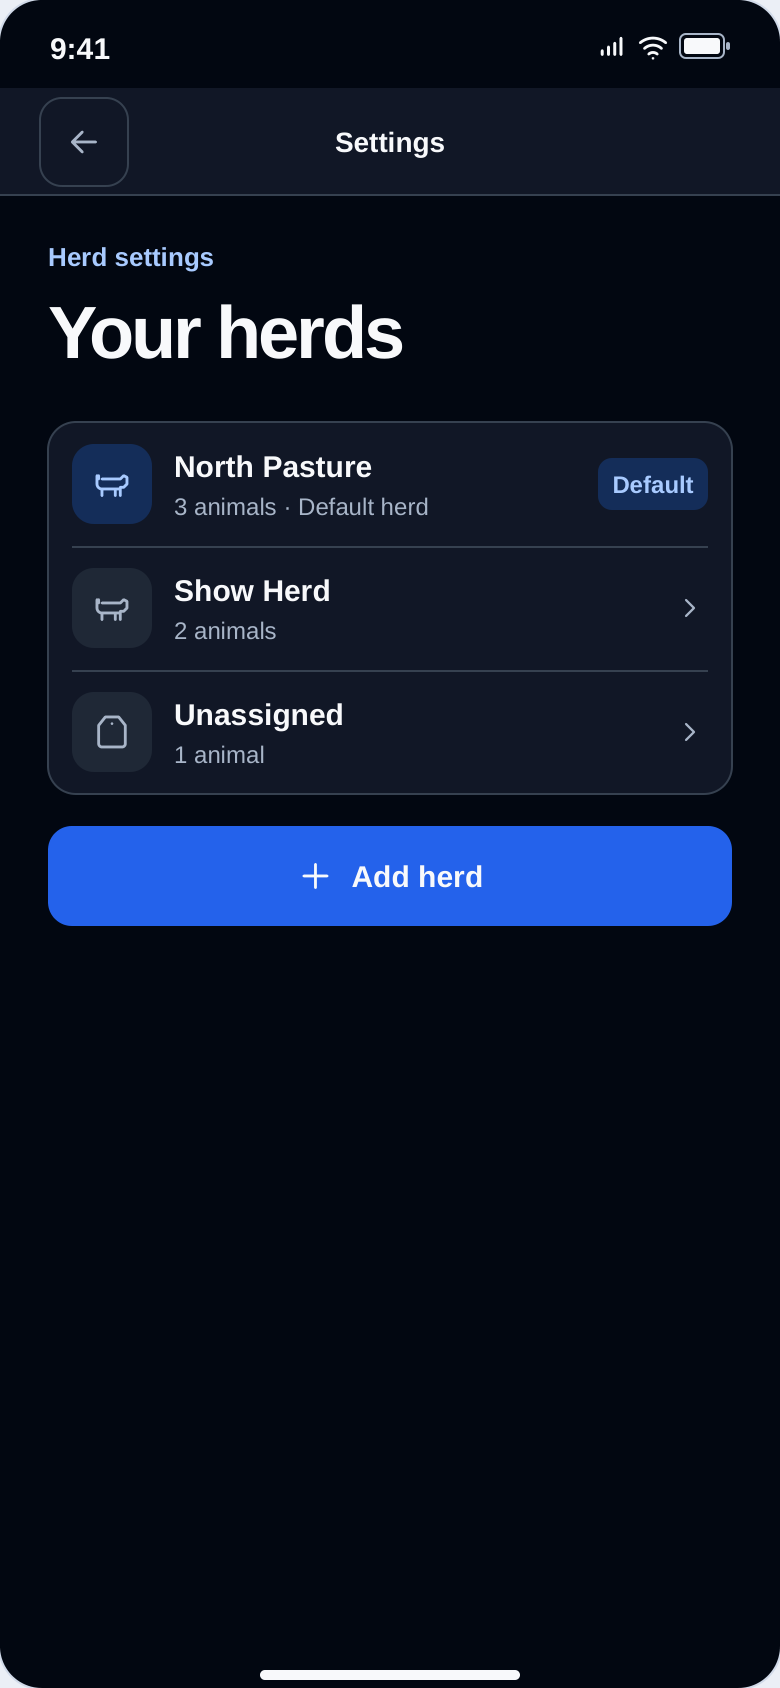 9:41
Settings
Herd settings
Your herds
North Pasture
3 animals · Default herd
Default
Show Herd
2 animals
Unassigned
1 animal
Add herd